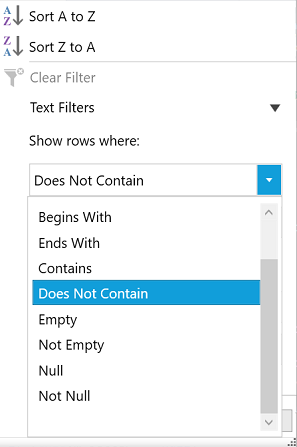 Sort A to Z
Sort Z to A
Clear Filter
Text Filters
Show rows where:
Does Not Contain
Begins With
Ends With
Contains
Does Not Contain
Empty
Not Empty
Null
Not Null